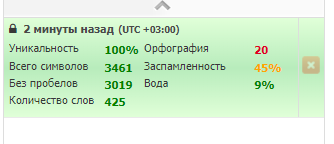 2 минуты назад (UTC +03:00)
Уникальность 100% Орфография 20
Всего символов 3461 Заспамленность 45%
Без пробелов 3019 Вода 9%
Количество слов 425